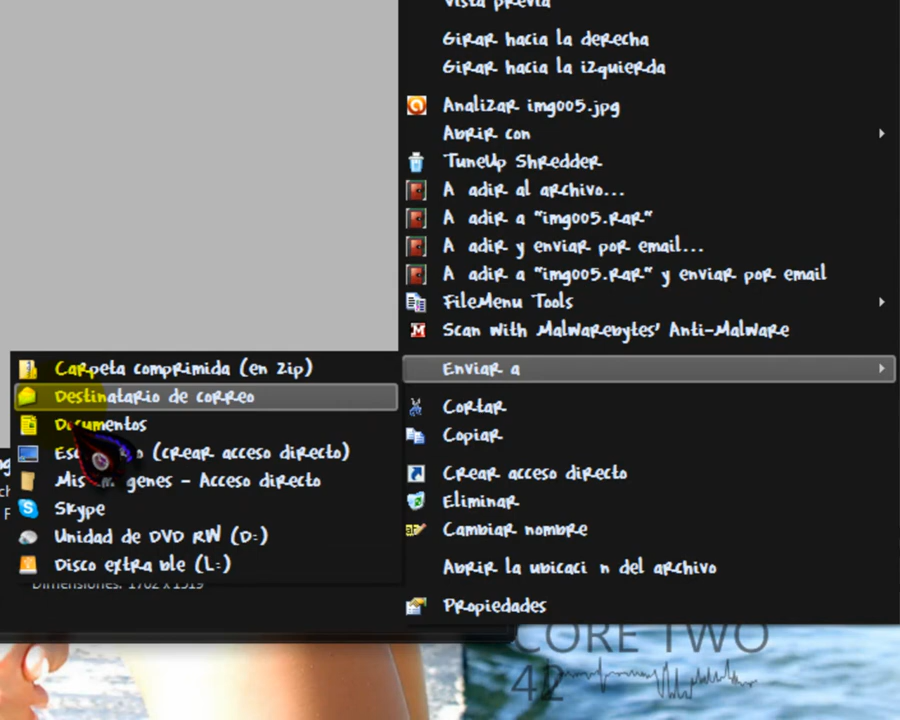 Vista previa
Girar hacia la derecha
Girar hacia la izquierda
Analizar img005.jpg
Abrir con
TuneUp Shredder
A adir al archivo...
A adir a "img005.rar"
A adir y enviar por email...
A adir a "img005.rar" y enviar por email
FileMenu Tools
Scan with Malwarebytes' Anti-Malware
Enviar a
Cortar
Copiar
Crear acceso directo
Eliminar
Cambiar nombre
Abrir la ubicaci n del archivo
Propiedades
Carpeta comprimida (en zip)
Destinatario de correo
Documentos
(crear acceso directo)
Mis genes - Acceso directo
Skype
Unidad de DVD RW (D:)
Disco extra ble (L:)
Dimensiones: 1702 x 1519
CORE TWO
42